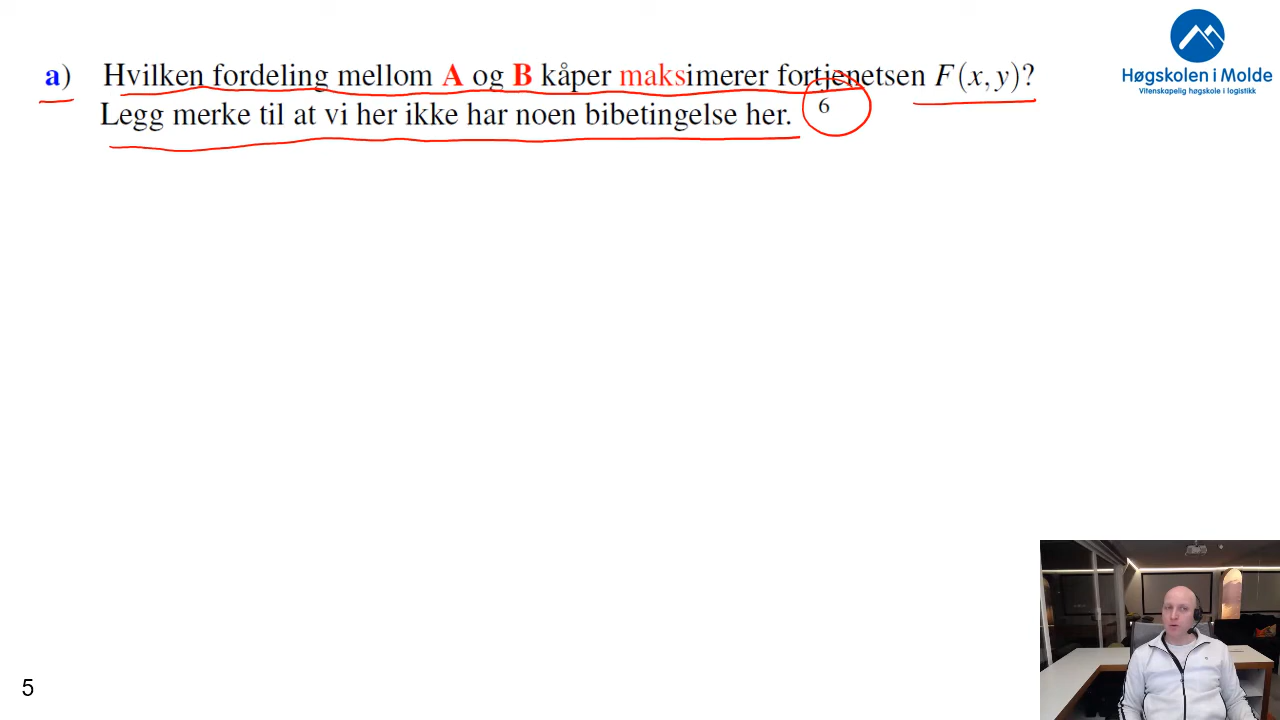 a) Hvilken fordeling mellom A og B kåper maksimerer fortjenetsen F(x,y)?
Legg merke til at vi her ikke har noen bibetingelse her. 6
Høgskolen i Molde
Vitenskapelig høgskole i logistikk
5